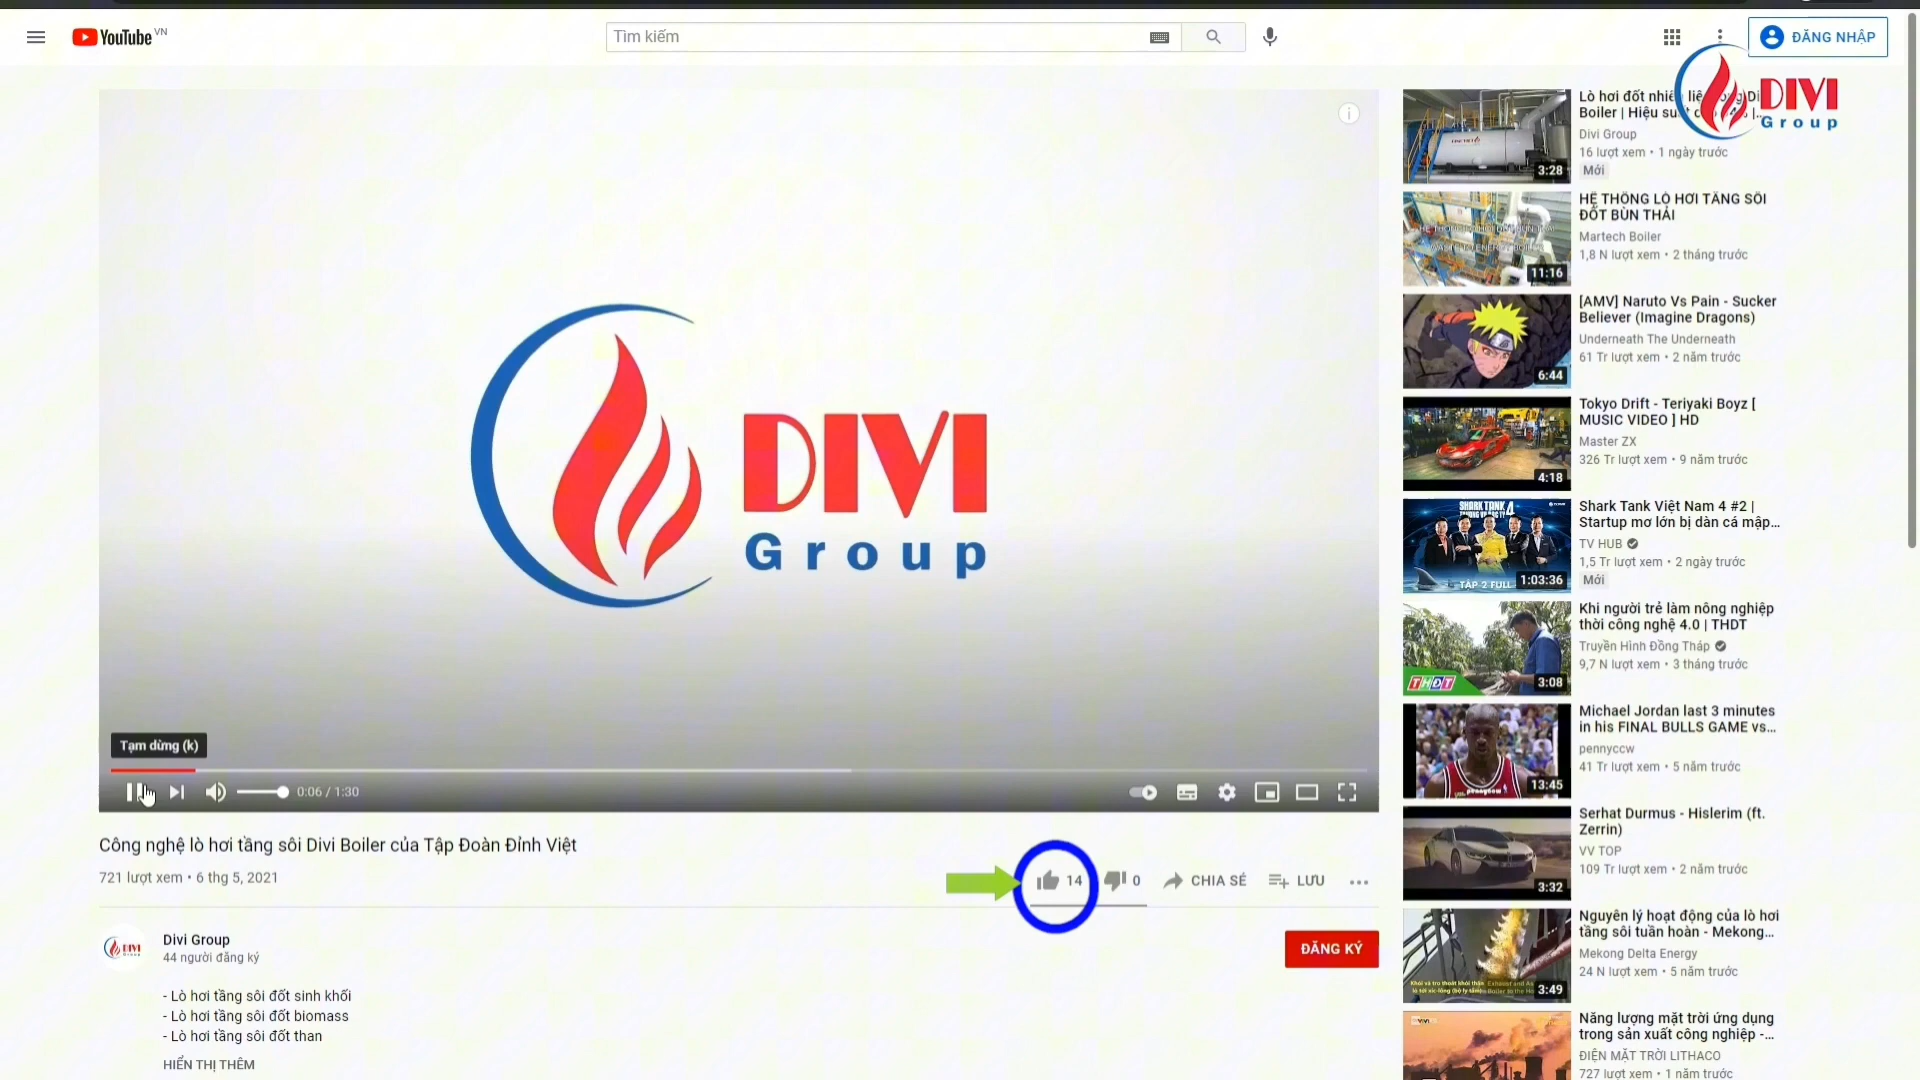 YouTube VN
Tìm kiếm
ĐĂNG NHẬP
DIVI
Group
DIVI
Group
Tạm dừng (k)
0:06 / 1:30
Công nghệ lò hơi tầng sôi Divi Boiler của Tập Đoàn Đỉnh Việt
721 lượt xem • 6 thg 5, 2021
14
0
CHIA SẺ
LƯU
DIVI
Divi Group
44 người đăng ký
ĐĂNG KÝ
- Lò hơi tầng sôi đốt sinh khối
- Lò hơi tầng sôi đốt biomass
- Lò hơi tầng sôi đốt than
HIỂN THỊ THÊM
3:28
Lò hơi đốt nhiên
Boiler | Hiệu
Divi Group
16 lượt xem • 1 ngày trước
Mới
11:16
HỆ THỐNG LÒ HƠI TẦNG SÔI
ĐỐT BÙN THẢI
Martech Boiler
1,8 N lượt xem • 2 tháng trước
6:44
[AMV] Naruto Vs Pain - Sucker
Believer (Imagine Dragons)
Underneath The Underneath
61 Tr lượt xem • 2 năm trước
4:18
Tokyo Drift - Teriyaki Boyz [
MUSIC VIDEO ] HD
Master ZX
326 Tr lượt xem • 9 năm trước
SHARK TANK 4
TẬP 2 FULL
1:03:36
Shark Tank Việt Nam 4 #2 |
Startup mơ lớn bị dàn cá mập...
TV HUB
1,5 Tr lượt xem • 2 ngày trước
Mới
THĐT
3:08
Khi người trẻ làm nông nghiệp
thời công nghệ 4.0 | THDT
Truyền Hình Đồng Tháp
9,7 N lượt xem • 3 tháng trước
13:45
Michael Jordan last 3 minutes
in his FINAL BULLS GAME vs...
pennyccw
41 Tr lượt xem • 5 năm trước
3:32
Serhat Durmus - Hislerim (ft.
Zerrin)
VV TOP
109 Tr lượt xem • 2 năm trước
3:49
Nguyên lý hoạt động của lò hơi
tầng sôi tuần hoàn - Mekong...
Mekong Delta Energy
24 N lượt xem • 5 năm trước
Năng lượng mặt trời ứng dụng
trong sản xuất công nghiệp -...
ĐIỆN MẶT TRỜI LITHACO
727 lượt xem • 1 năm trước